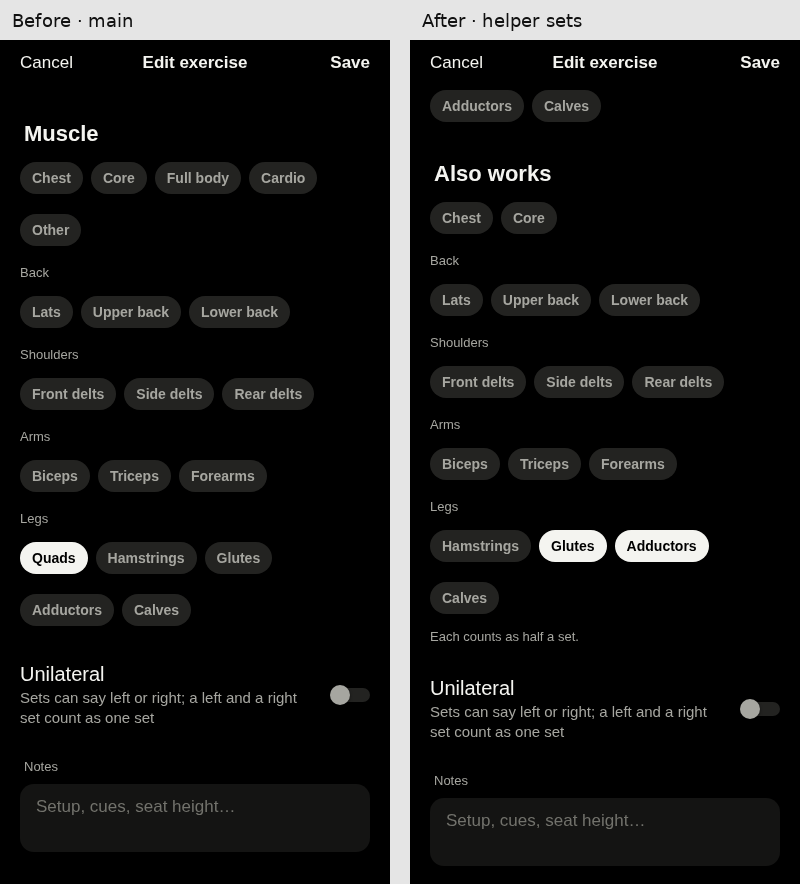 Before · main
Cancel Edit exercise Save
Muscle
Chest Core Full body Cardio
Other
Back
Lats Upper back Lower back
Shoulders
Front delts Side delts Rear delts
Arms
Biceps Triceps Forearms
Legs
Quads Hamstrings Glutes
Adductors Calves
Unilateral
Sets can say left or right; a left and a right
set count as one set
Notes
Setup, cues, seat height…
After · helper sets
Cancel Edit exercise Save
Adductors Calves
Also works
Chest Core
Back
Lats Upper back Lower back
Shoulders
Front delts Side delts Rear delts
Arms
Biceps Triceps Forearms
Legs
Hamstrings Glutes Adductors
Calves
Each counts as half a set.
Unilateral
Sets can say left or right; a left and a right
set count as one set
Notes
Setup, cues, seat height…